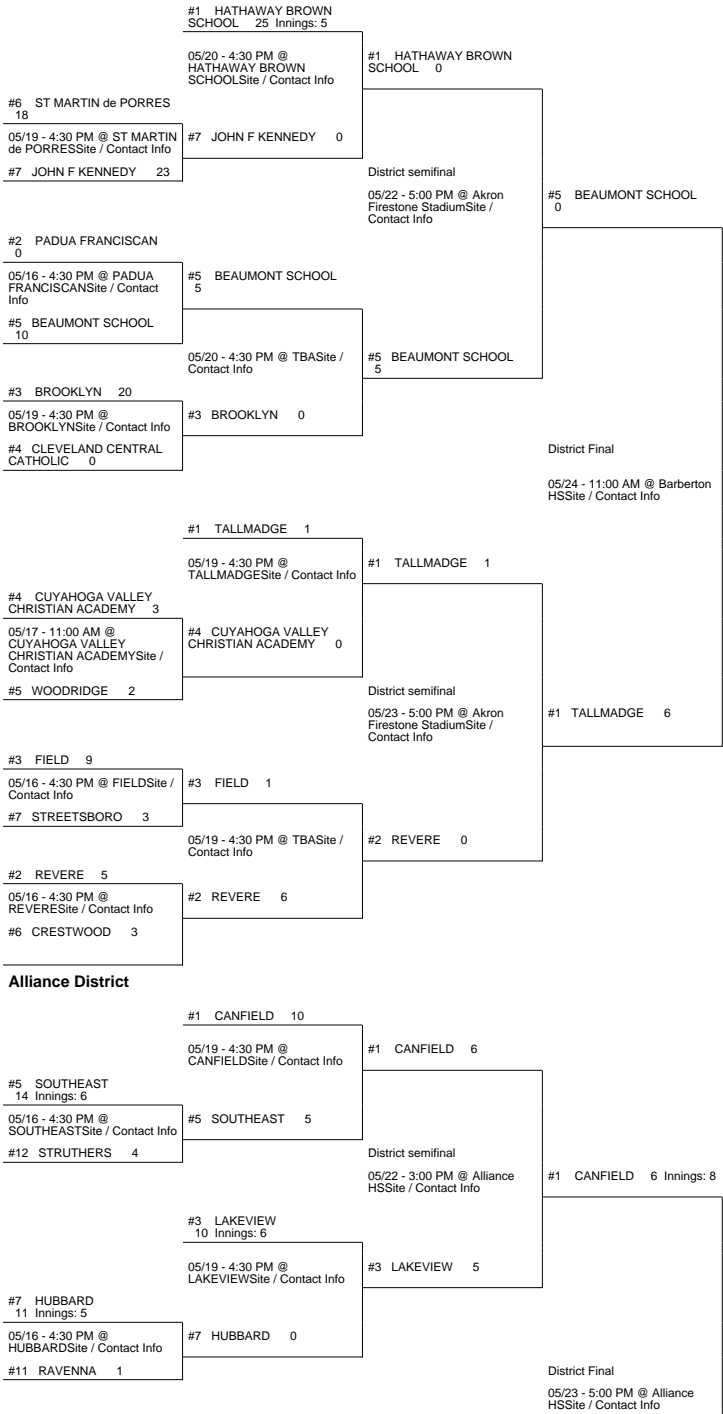 #1 HATHAWAY BROWN
SCHOOL 25 Innings: 5
05/20 - 4:30 PM @
HATHAWAY BROWN
SCHOOLSite / Contact Info
#1 HATHAWAY BROWN
SCHOOL 0
#6 ST MARTIN de PORRES
18
05/19 - 4:30 PM @ ST MARTIN
de PORRESSite / Contact Info
#7 JOHN F KENNEDY 0
#7 JOHN F KENNEDY 23
District semifinal
05/22 - 5:00 PM @ Akron
Firestone StadiumSite /
Contact Info
#5 BEAUMONT SCHOOL
0
#2 PADUA FRANCISCAN
0
05/16 - 4:30 PM @ PADUA
FRANCISCANSite / Contact
Info
#5 BEAUMONT SCHOOL
5
#5 BEAUMONT SCHOOL
10
05/20 - 4:30 PM @ TBASite /
Contact Info
#5 BEAUMONT SCHOOL
5
#3 BROOKLYN 20
05/19 - 4:30 PM @
BROOKLYNSite / Contact Info
#3 BROOKLYN 0
#4 CLEVELAND CENTRAL
CATHOLIC 0
District Final
05/24 - 11:00 AM @ Barberton
HSSite / Contact Info
#1 TALLMADGE 1
05/19 - 4:30 PM @
TALLMADGESite / Contact Info
#1 TALLMADGE 1
#4 CUYAHOGA VALLEY
CHRISTIAN ACADEMY 3
05/17 - 11:00 AM @
CUYAHOGA VALLEY
CHRISTIAN ACADEMYSite /
Contact Info
#4 CUYAHOGA VALLEY
CHRISTIAN ACADEMY 0
#5 WOODRIDGE 2
District semifinal
05/23 - 5:00 PM @ Akron
Firestone StadiumSite /
Contact Info
#1 TALLMADGE 6
#3 FIELD 9
05/16 - 4:30 PM @ FIELDSite /
Contact Info
#3 FIELD 1
#7 STREETSBORO 3
05/19 - 4:30 PM @ TBASite /
Contact Info
#2 REVERE 0
#2 REVERE 5
05/16 - 4:30 PM @
REVERESite / Contact Info
#2 REVERE 6
#6 CRESTWOOD 3
Alliance District
#1 CANFIELD 10
05/19 - 4:30 PM @
CANFIELDSite / Contact Info
#1 CANFIELD 6
#5 SOUTHEAST
14 Innings: 6
05/16 - 4:30 PM @
SOUTHEASTSite / Contact Info
#5 SOUTHEAST 5
#12 STRUTHERS 4
District semifinal
05/22 - 3:00 PM @ Alliance
HSSite / Contact Info
#1 CANFIELD 6 Innings: 8
#3 LAKEVIEW
10 Innings: 6
05/19 - 4:30 PM @
LAKEVIEWSite / Contact Info
#3 LAKEVIEW 5
#7 HUBBARD
11 Innings: 5
05/16 - 4:30 PM @
HUBBARDSite / Contact Info
#7 HUBBARD 0
#11 RAVENNA 1
District Final
05/23 - 5:00 PM @ Alliance
HSSite / Contact Info